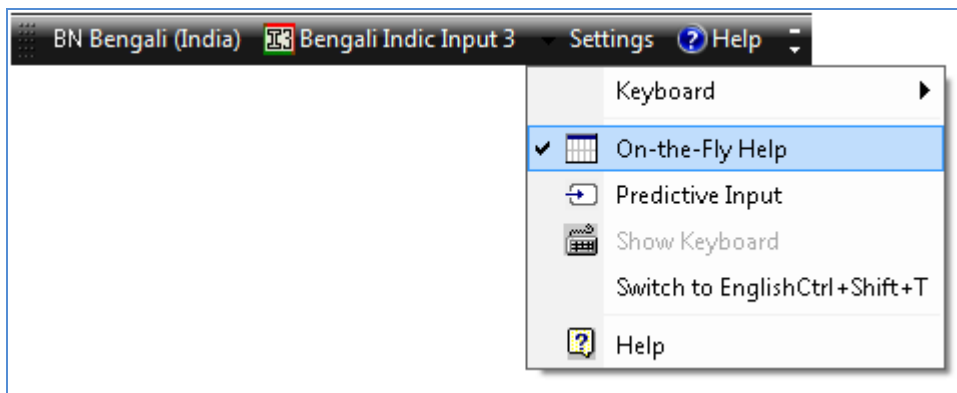 BN Bengali (India) Bengali Indic Input 3 Settings Help
Keyboard
On-the-Fly Help
Predictive Input
Show Keyboard
Switch to EnglishCtrl+Shift+T
Help